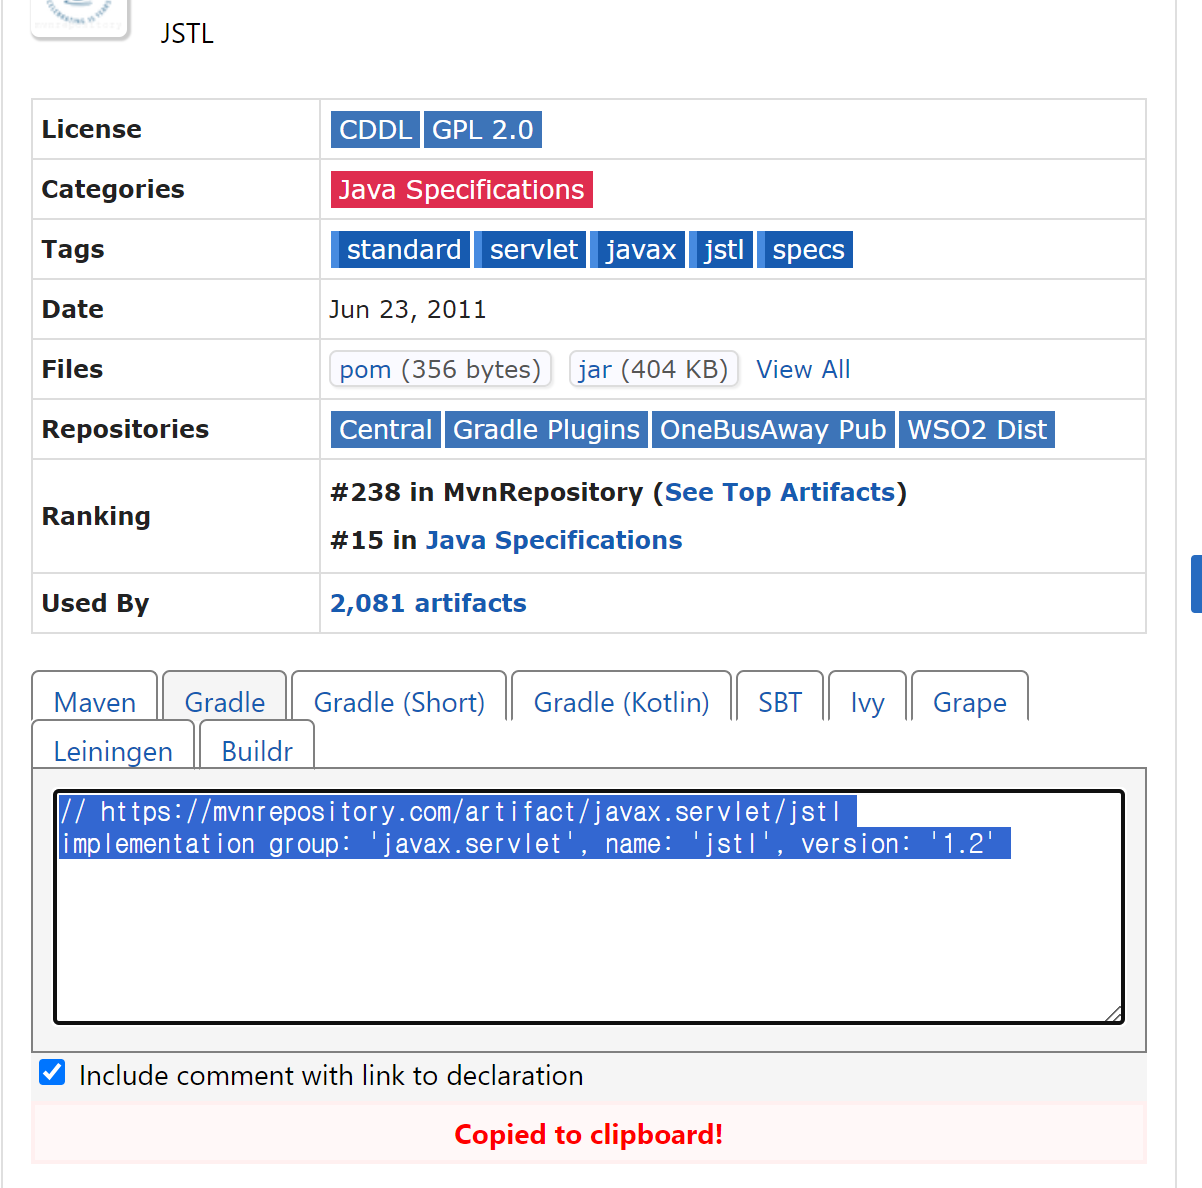 CELEBRATING 15 YEARS
JSTL
License CDDL GPL 2.0
Categories Java Specifications
Tags standard servlet javax jstl specs
Date Jun 23, 2011
Files pom (356 bytes) jar (404 KB) View All
Repositories Central Gradle Plugins OneBusAway Pub WSO2 Dist
Ranking
#238 in MvnRepository (See Top Artifacts)
#15 in Java Specifications
Used By 2,081 artifacts
Maven Gradle Gradle (Short) Gradle (Kotlin) SBT Ivy Grape
Leiningen Buildr
// https://mvnrepository.com/artifact/javax.servlet/jstl
implementation group: 'javax.servlet', name: 'jstl', version: '1.2'
Include comment with link to declaration
Copied to clipboard!